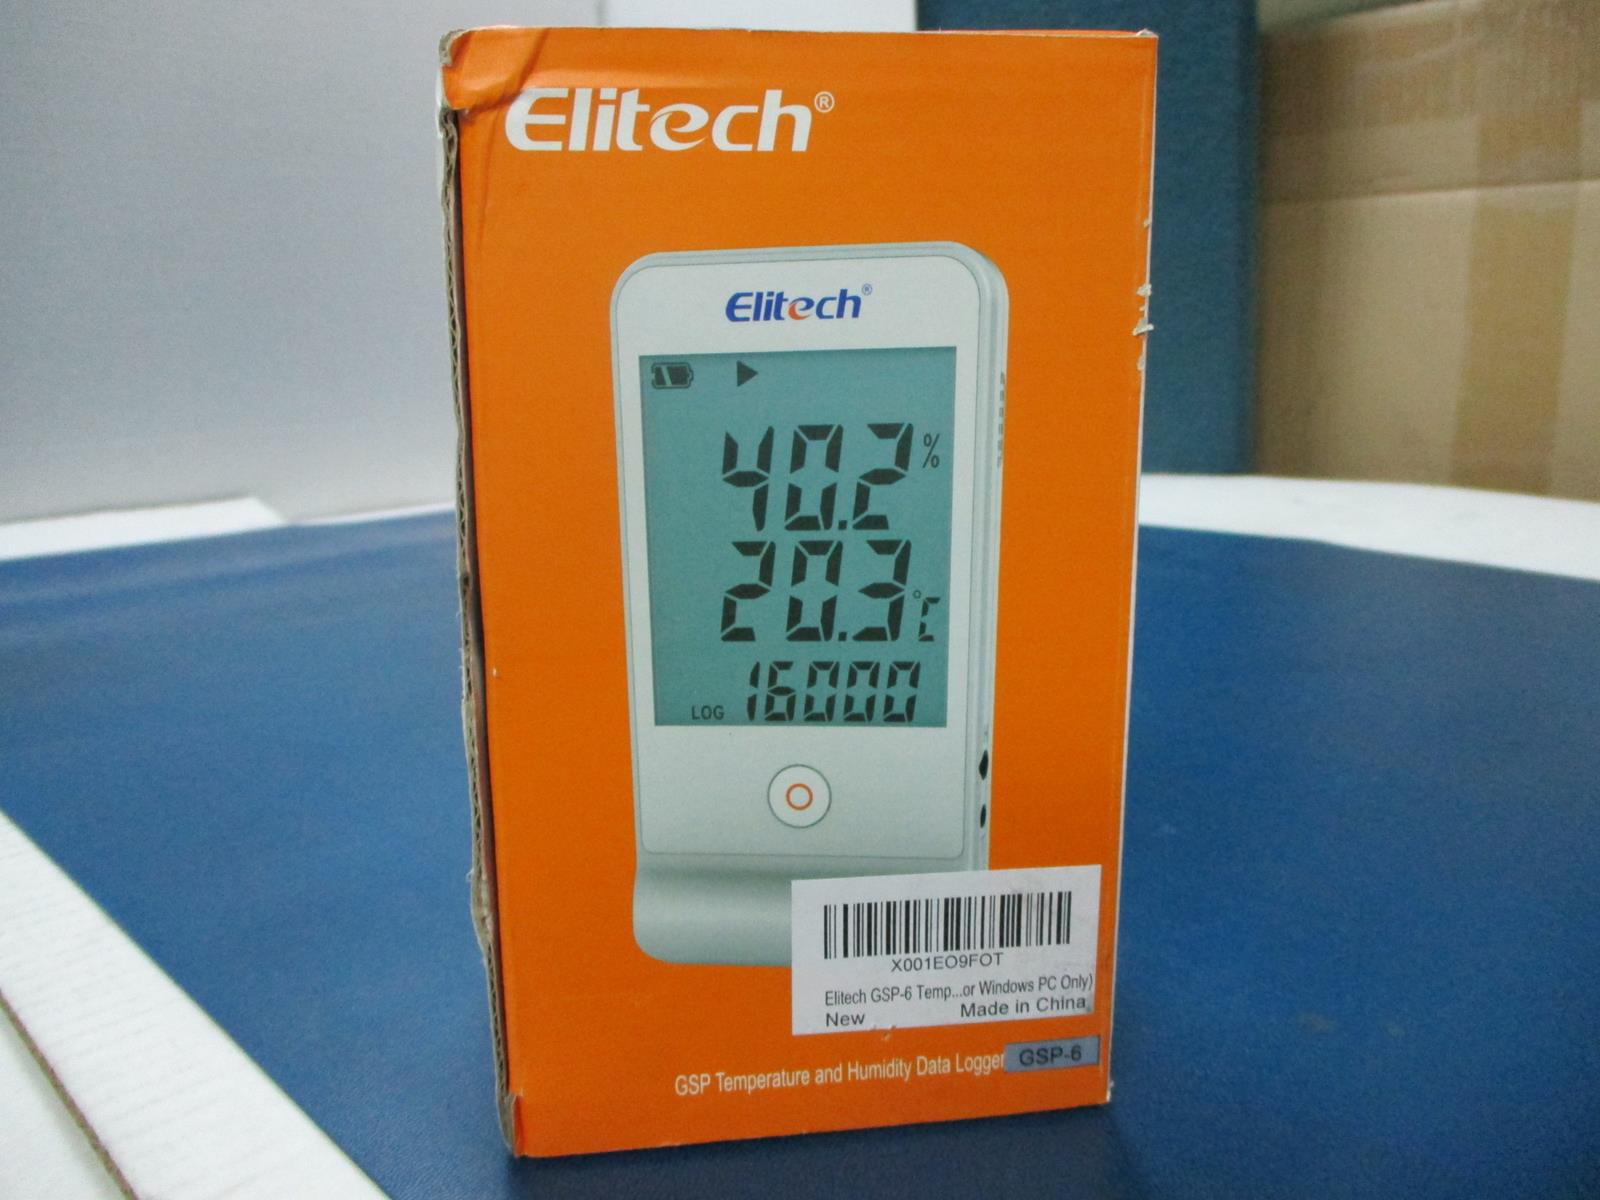 Elitech®
Elitech®
40.2 %
20.3 °C
LOG 16000
X001EO9FOT
Elitech GSP-6 Temp...or Windows PC Only)
New Made in China
GSP Temperature and Humidity Data Logger GSP-6